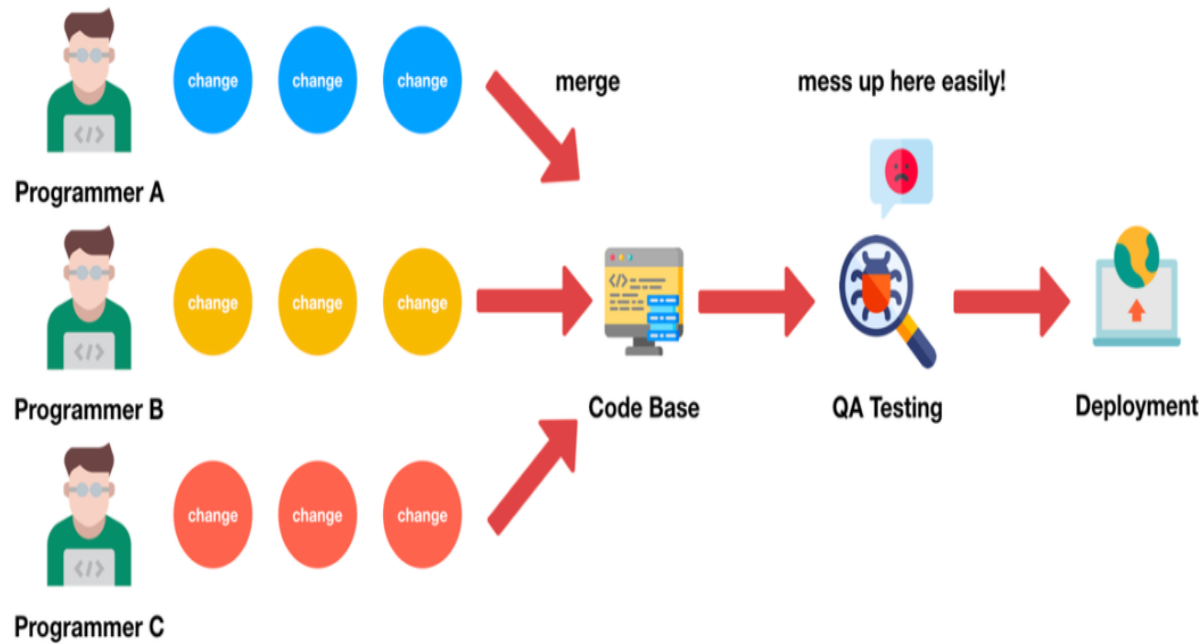 change change change
merge
mess up here easily!
</>
Programmer A
change change change
</>
</>
Programmer B
Code Base
QA Testing
Deployment
change change change
</>
Programmer C